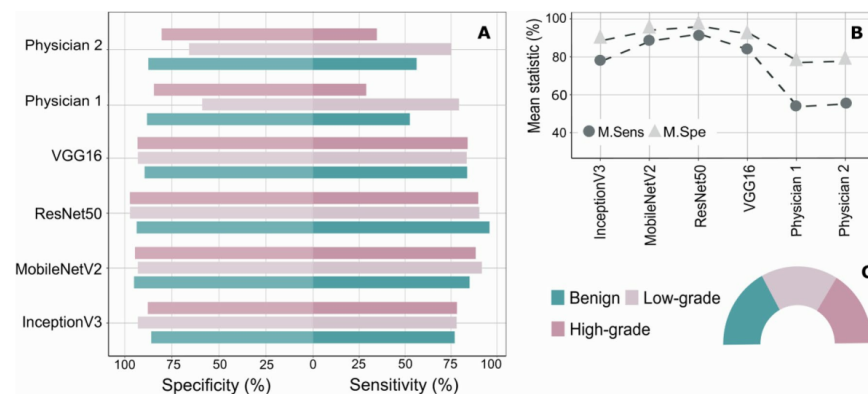 A
Physician 2
Physician 1
VGG16
ResNet50
MobileNetV2
InceptionV3
100 75 50 25 0 25 50 75 100
Specificity (%) Sensitivity (%)
B
Mean statistic (%)
100
80
60
40
M.Sens M.Spe
InceptionV3
MobileNetV2
ResNet50
VGG16
Physician 1
Physician 2
Benign Low-grade
High-grade